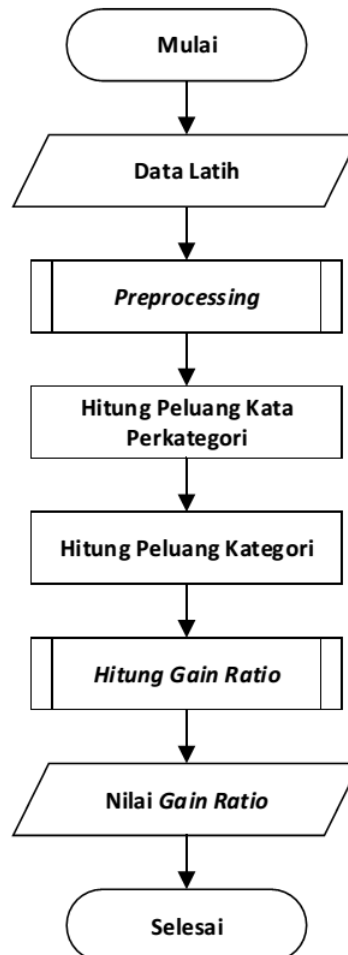 Mulai
Data Latih
Preprocessing
Hitung Peluang Kata
Perkategori
Hitung Peluang Kategori
Hitung Gain Ratio
Nilai Gain Ratio
Selesai